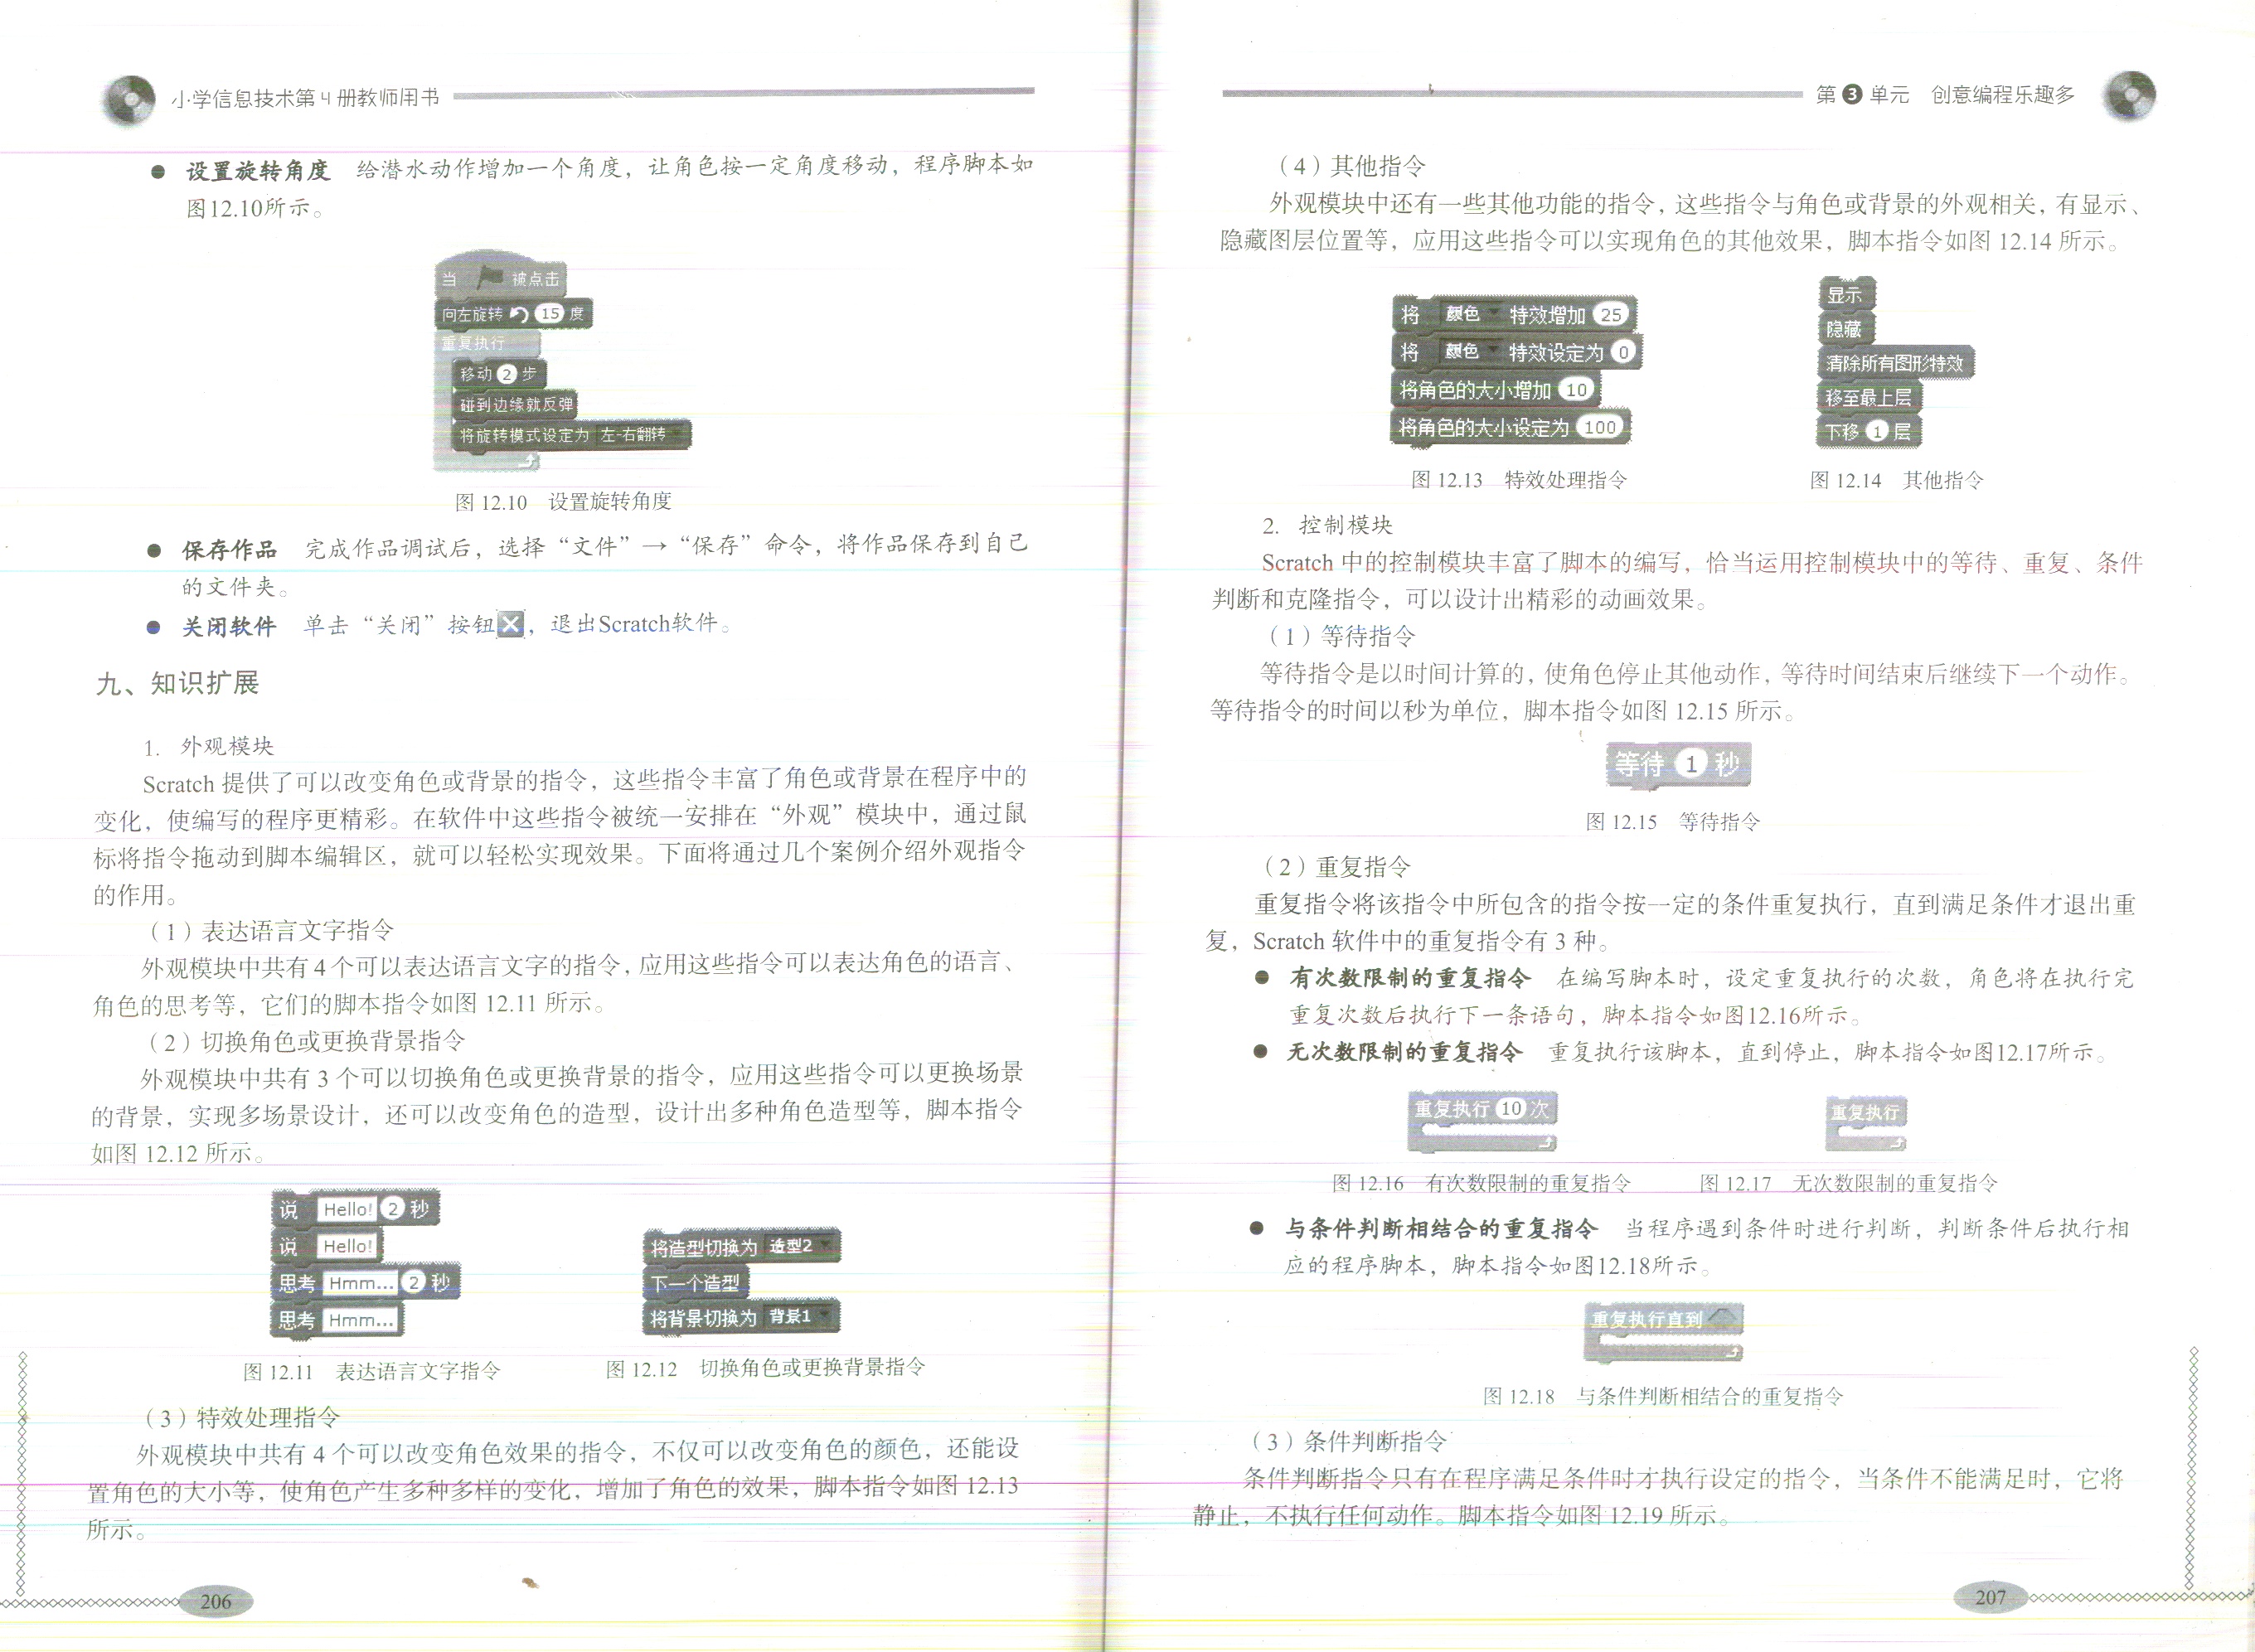 小学信息技术第4册教师用书
● 设置旋转角度 给潜水动作增加一个角度，让角色按一定角度移动，程序脚本如
图12.10所示。
当 被点击
向左旋转 15 度
重复执行
移动 2 步
碰到边缘就反弹
将旋转模式设定为 左-右翻转
图 12.10 设置旋转角度
● 保存作品 完成作品调试后，选择“文件”→“保存”命令，将作品保存到自己
的文件夹。
● 关闭软件 单击“关闭”按钮，退出Scratch软件。
九、知识扩展
1. 外观模块
Scratch 提供了可以改变角色或背景的指令，这些指令丰富了角色或背景在程序中的
变化，使编写的程序更精彩。在软件中这些指令被统一安排在“外观”模块中，通过鼠
标将指令拖动到脚本编辑区，就可以轻松实现效果。下面将通过几个案例介绍外观指令
的作用。
（1）表达语言文字指令
外观模块中共有 4 个可以表达语言文字的指令，应用这些指令可以表达角色的语言、
角色的思考等，它们的脚本指令如图 12.11 所示。
（2）切换角色或更换背景指令
外观模块中共有 3 个可以切换角色或更换背景的指令，应用这些指令可以更换场景
的背景，实现多场景设计，还可以改变角色的造型，设计出多种角色造型等，脚本指令
如图 12.12 所示。
说 Hello! 2 秒
说 Hello!
思考 Hmm... 2 秒
思考 Hmm...
将造型切换为 造型2
下一个造型
将背景切换为 背景1
图 12.11 表达语言文字指令
图 12.12 切换角色或更换背景指令
（3）特效处理指令
外观模块中共有 4 个可以改变角色效果的指令，不仅可以改变角色的颜色，还能设
置角色的大小等，使角色产生多种多样的变化，增加了角色的效果，脚本指令如图 12.13
所示。
206
第3单元 创意编程乐趣多
（4）其他指令
外观模块中还有一些其他功能的指令，这些指令与角色或背景的外观相关，有显示、
隐藏图层位置等，应用这些指令可以实现角色的其他效果，脚本指令如图 12.14 所示。
将 颜色 特效增加 25
将 颜色 特效设定为 0
将角色的大小增加 10
将角色的大小设定为 100
显示
隐藏
清除所有图形特效
移至最上层
下移 1 层
图 12.13 特效处理指令
图 12.14 其他指令
2. 控制模块
Scratch 中的控制模块丰富了脚本的编写，恰当运用控制模块中的等待、重复、条件
判断和克隆指令，可以设计出精彩的动画效果。
（1）等待指令
等待指令是以时间计算的，使角色停止其他动作，等待时间结束后继续下一个动作。
等待指令的时间以秒为单位，脚本指令如图 12.15 所示。
等待 1 秒
图 12.15 等待指令
（2）重复指令
重复指令将该指令中所包含的指令按一定的条件重复执行，直到满足条件才退出重
复，Scratch 软件中的重复指令有 3 种。
● 有次数限制的重复指令 在编写脚本时，设定重复执行的次数，角色将在执行完
重复次数后执行下一条语句，脚本指令如图12.16所示。
● 无次数限制的重复指令 重复执行该脚本，直到停止，脚本指令如图12.17所示。
重复执行 10 次
重复执行
图 12.16 有次数限制的重复指令
图 12.17 无次数限制的重复指令
● 与条件判断相结合的重复指令 当程序遇到条件时进行判断，判断条件后执行相
应的程序脚本，脚本指令如图12.18所示。
重复执行直到
图 12.18 与条件判断相结合的重复指令
（3）条件判断指令
条件判断指令只有在程序满足条件时才执行设定的指令，当条件不能满足时，它将
静止，不执行任何动作。脚本指令如图 12.19 所示。
207